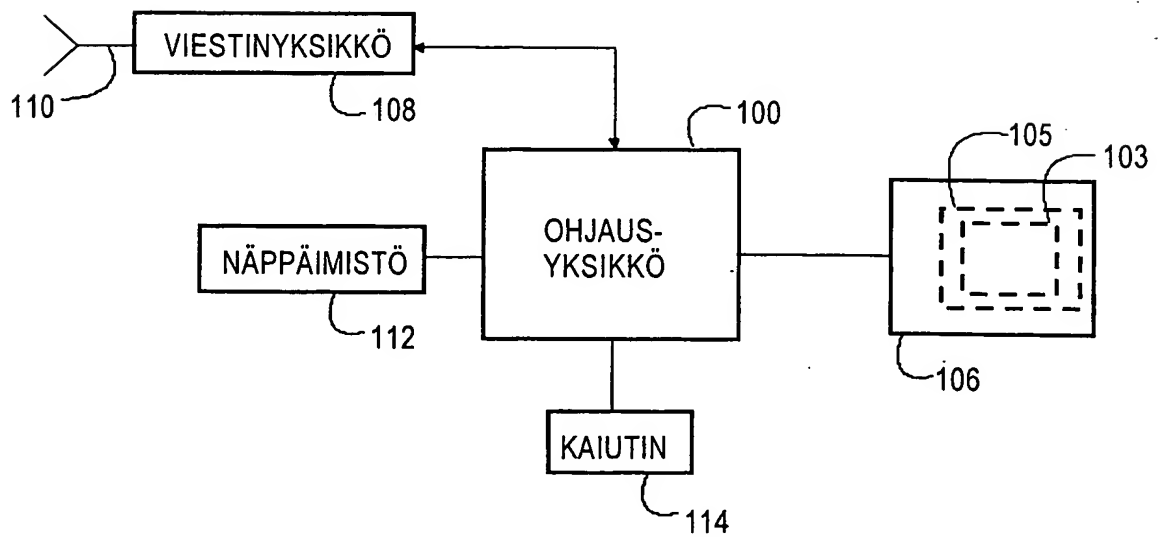 VIESTINYKSIKKÖ
110
108
100
105
103
OHJAUS-
YKSIKKÖ
NÄPPÄIMISTÖ
112
106
KAIUTIN
114